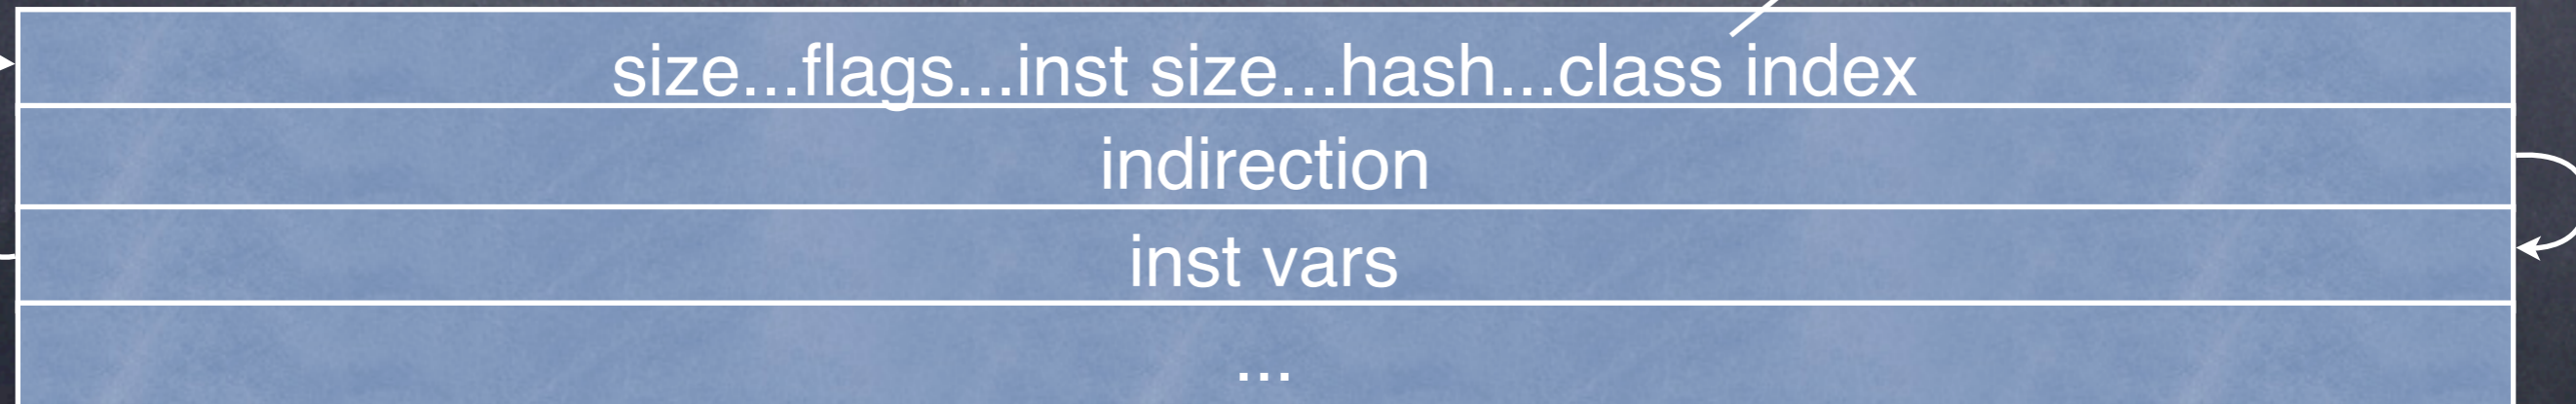 size...flags...inst size...hash...class index
indirection
inst vars
...